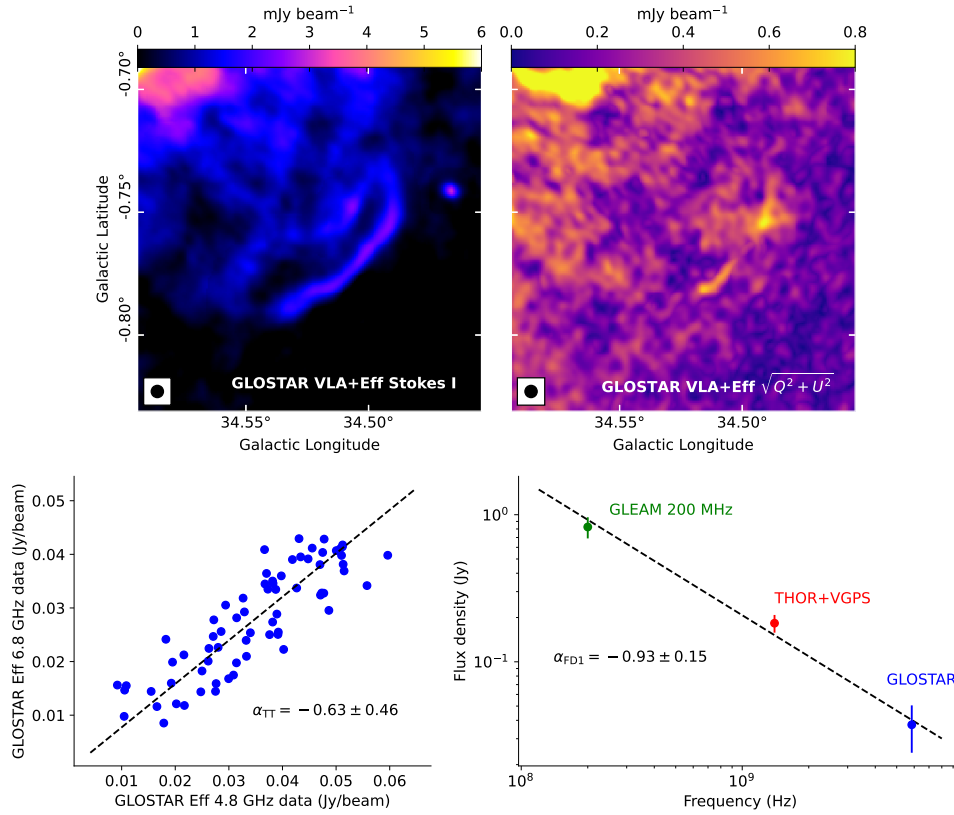 mJy beam⁻¹
0 1 2 3 4 5 6
mJy beam⁻¹
0.0 0.2 0.4 0.6 0.8
-0.70°
-0.75°
-0.80°
Galactic Latitude
GLOSTAR VLA+Eff Stokes I
34.55° 34.50°
Galactic Longitude
GLOSTAR VLA+Eff √Q² + U²
34.55° 34.50°
Galactic Longitude
0.05
0.04
0.03
0.02
0.01
GLOSTAR Eff 6.8 GHz data (Jy/beam)
α_TT = −0.63 ± 0.46
0.01 0.02 0.03 0.04 0.05 0.06
GLOSTAR Eff 4.8 GHz data (Jy/beam)
10⁰
10⁻¹
Flux density (Jy)
GLEAM 200 MHz
THOR+VGPS
α_FD1 = −0.93 ± 0.15
GLOSTAR
10⁸ 10⁹
Frequency (Hz)